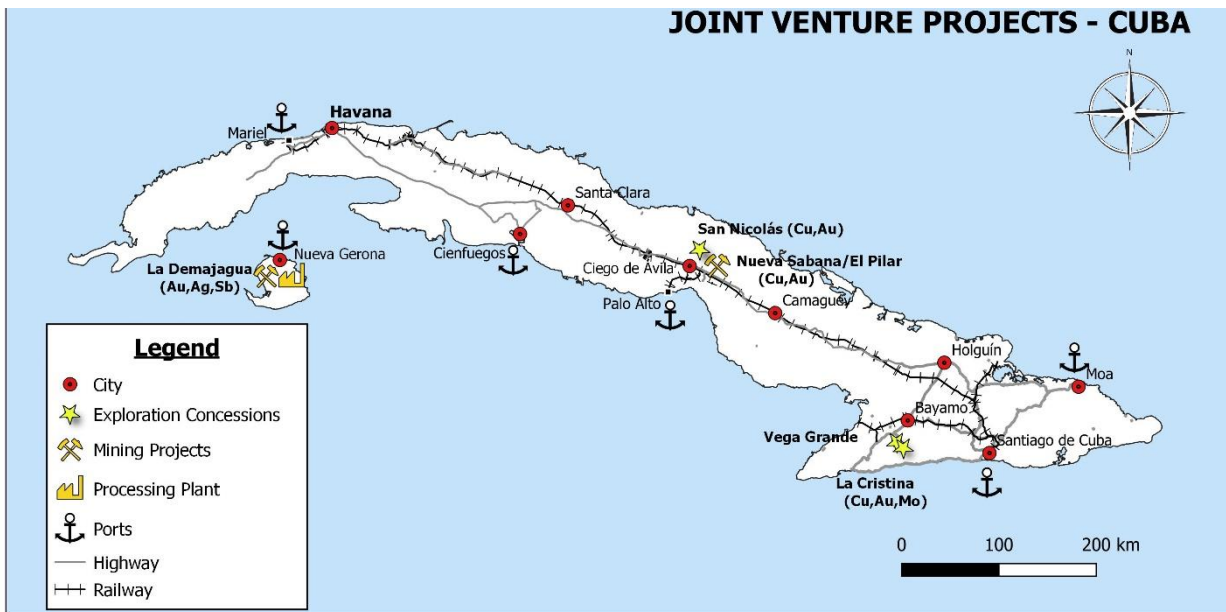 JOINT VENTURE PROJECTS - CUBA
N
Havana
Mariel
Santa Clara
San Nicolás (Cu,Au)
Nueva Gerona
Cienfuegos
Nueva Sabana/El Pilar
(Cu,Au)
Ciego de Ávila
La Demajagua
(Au,Ag,Sb)
Palo Alto
Camaguey
Holguín
Moa
Bayamo
Vega Grande
Santiago de Cuba
La Cristina
(Cu,Au,Mo)
Legend
City
Exploration Concessions
Mining Projects
Processing Plant
Ports
Highway
Railway
0 100 200 km